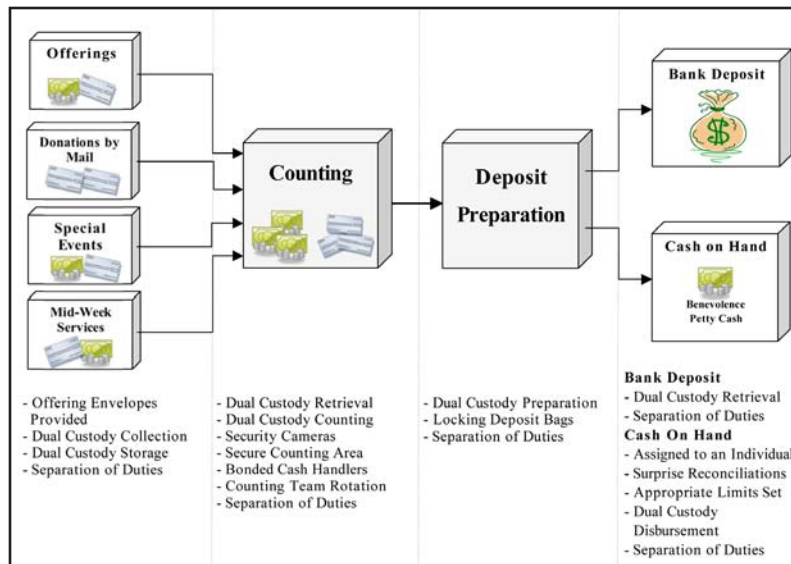 Offerings
Donations by
Mail
Special
Events
Mid-Week
Services
Counting
Deposit
Preparation
Bank Deposit
$
Cash on Hand
Benevolence
Petty Cash
- Offering Envelopes
Provided
- Dual Custody Collection
- Dual Custody Storage
- Separation of Duties
- Dual Custody Retrieval
- Dual Custody Counting
- Security Cameras
- Secure Counting Area
- Bonded Cash Handlers
- Counting Team Rotation
- Separation of Duties
- Dual Custody Preparation
- Locking Deposit Bags
- Separation of Duties
Bank Deposit
- Dual Custody Retrieval
- Separation of Duties
Cash On Hand
- Assigned to an Individual
- Surprise Reconciliations
- Appropriate Limits Set
- Dual Custody
Disbursement
- Separation of Duties